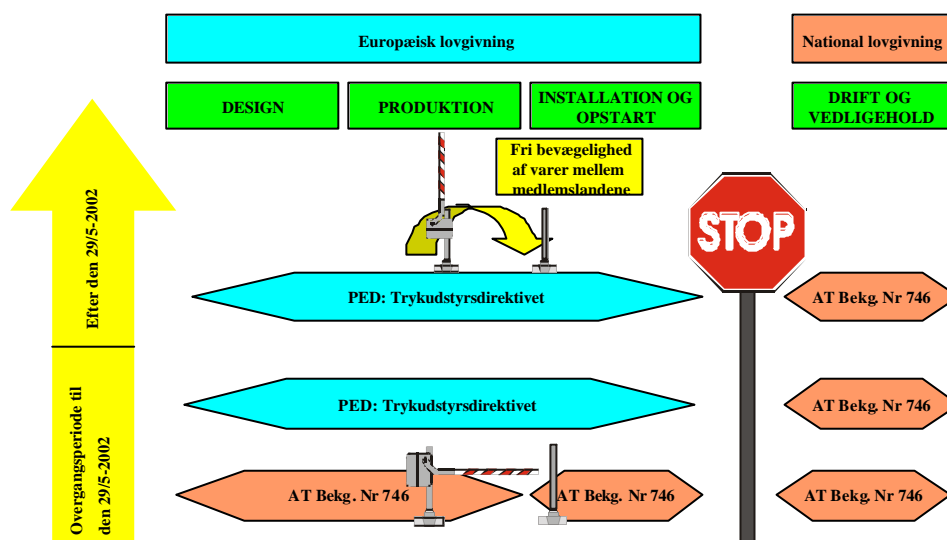 Europæisk lovgivning
National lovgivning
DESIGN
PRODUKTION
INSTALLATION OG
OPSTART
DRIFT OG
VEDLIGEHOLD
Fri bevægelighed
af varer mellem
medlemslandene
STOP
Efter den 29/5-2002
PED: Trykudstyrsdirektivet
AT Bekg. Nr 746
Overgangsperiode til
den 29/5-2002
PED: Trykudstyrsdirektivet
AT Bekg. Nr 746
AT Bekg. Nr 746
AT Bekg. Nr 746
AT Bekg. Nr 746